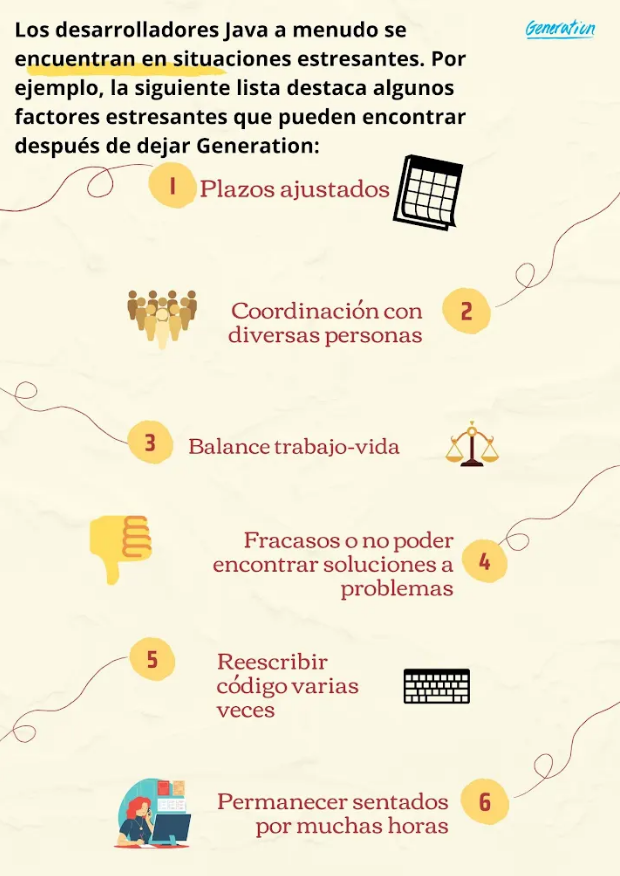 Los desarrolladores Java a menudo se
encuentran en situaciones estresantes. Por
ejemplo, la siguiente lista destaca algunos
factores estresantes que pueden encontrar
después de dejar Generation:
Generation
1 Plazos ajustados
Coordinación con 2
diversas personas
3 Balance trabajo-vida
Fracasos o no poder
encontrar soluciones a 4
problemas
5 Reescribir
código varias
veces
Permanecer sentados 6
por muchas horas